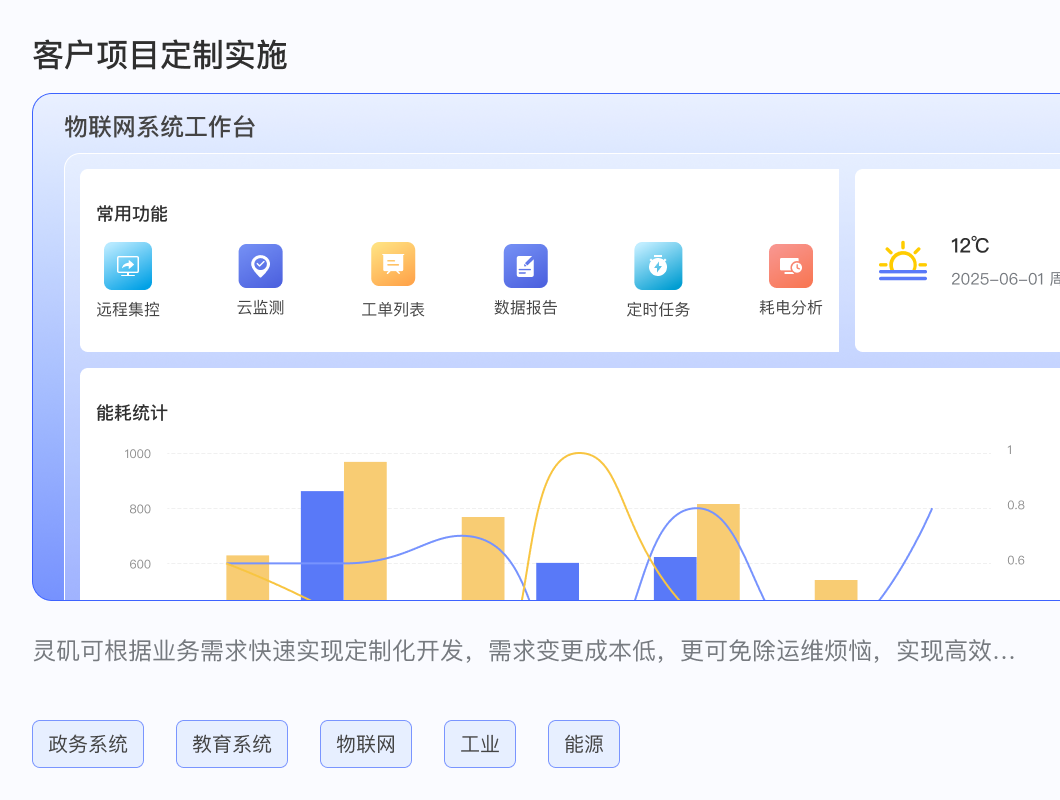 客户项目定制实施
物联网系统工作台
常用功能
远程集控 云监测 工单列表 数据报告 定时任务 耗电分析
12℃
2025-06-01 周
能耗统计
1000 1
800 0.8
600 0.6
灵矶可根据业务需求快速实现定制化开发，需求变更成本低，更可免除运维烦恼，实现高效…
政务系统 教育系统 物联网 工业 能源